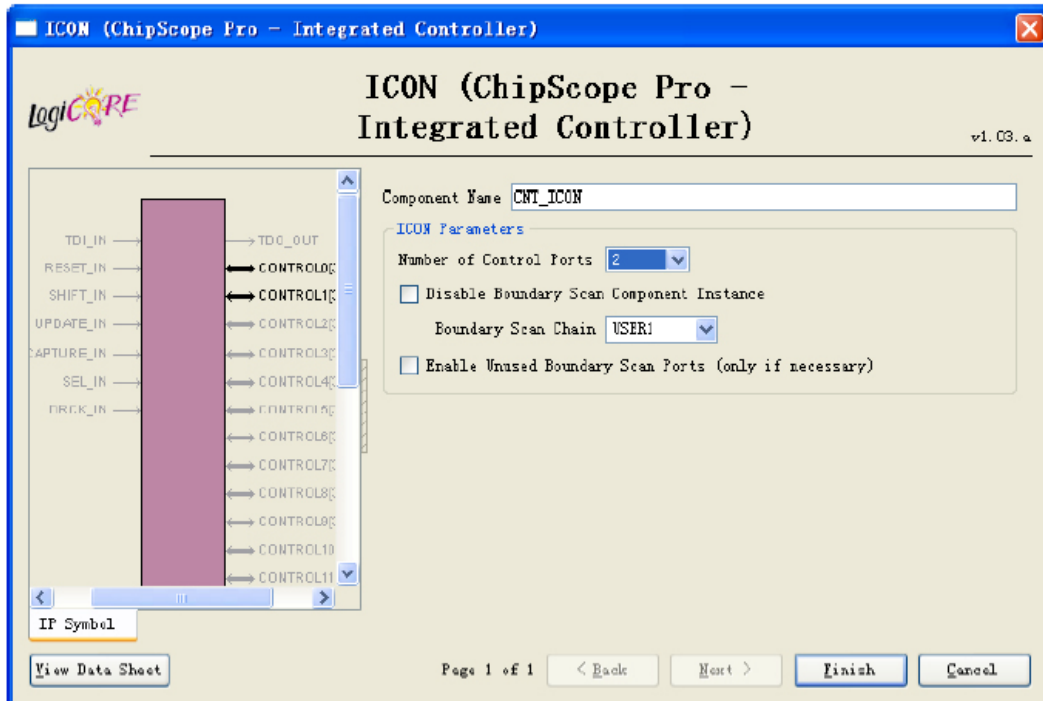 ICON (ChipScope Pro - Integrated Controller)
LogiCORE
ICON (ChipScope Pro -
Integrated Controller)
v1.03.a
TDI_IN
RESET_IN
SHIFT_IN
UPDATE_IN
CAPTURE_IN
SEL_IN
DRCK_IN
TDO_OUT
CONTROL0[
CONTROL1[
CONTROL2[
CONTROL3[
CONTROL4[
CONTROL5[
CONTROL6[
CONTROL7[
CONTROL8[
CONTROL9[
CONTROL10
CONTROL11
IP Symbol
Component Name CNT_ICON
ICON Parameters
Number of Control Ports 2
Disable Boundary Scan Component Instance
Boundary Scan Chain USER1
Enable Unused Boundary Scan Ports (only if necessary)
View Data Sheet
Page 1 of 1
< Back
Next >
Finish
Cancel